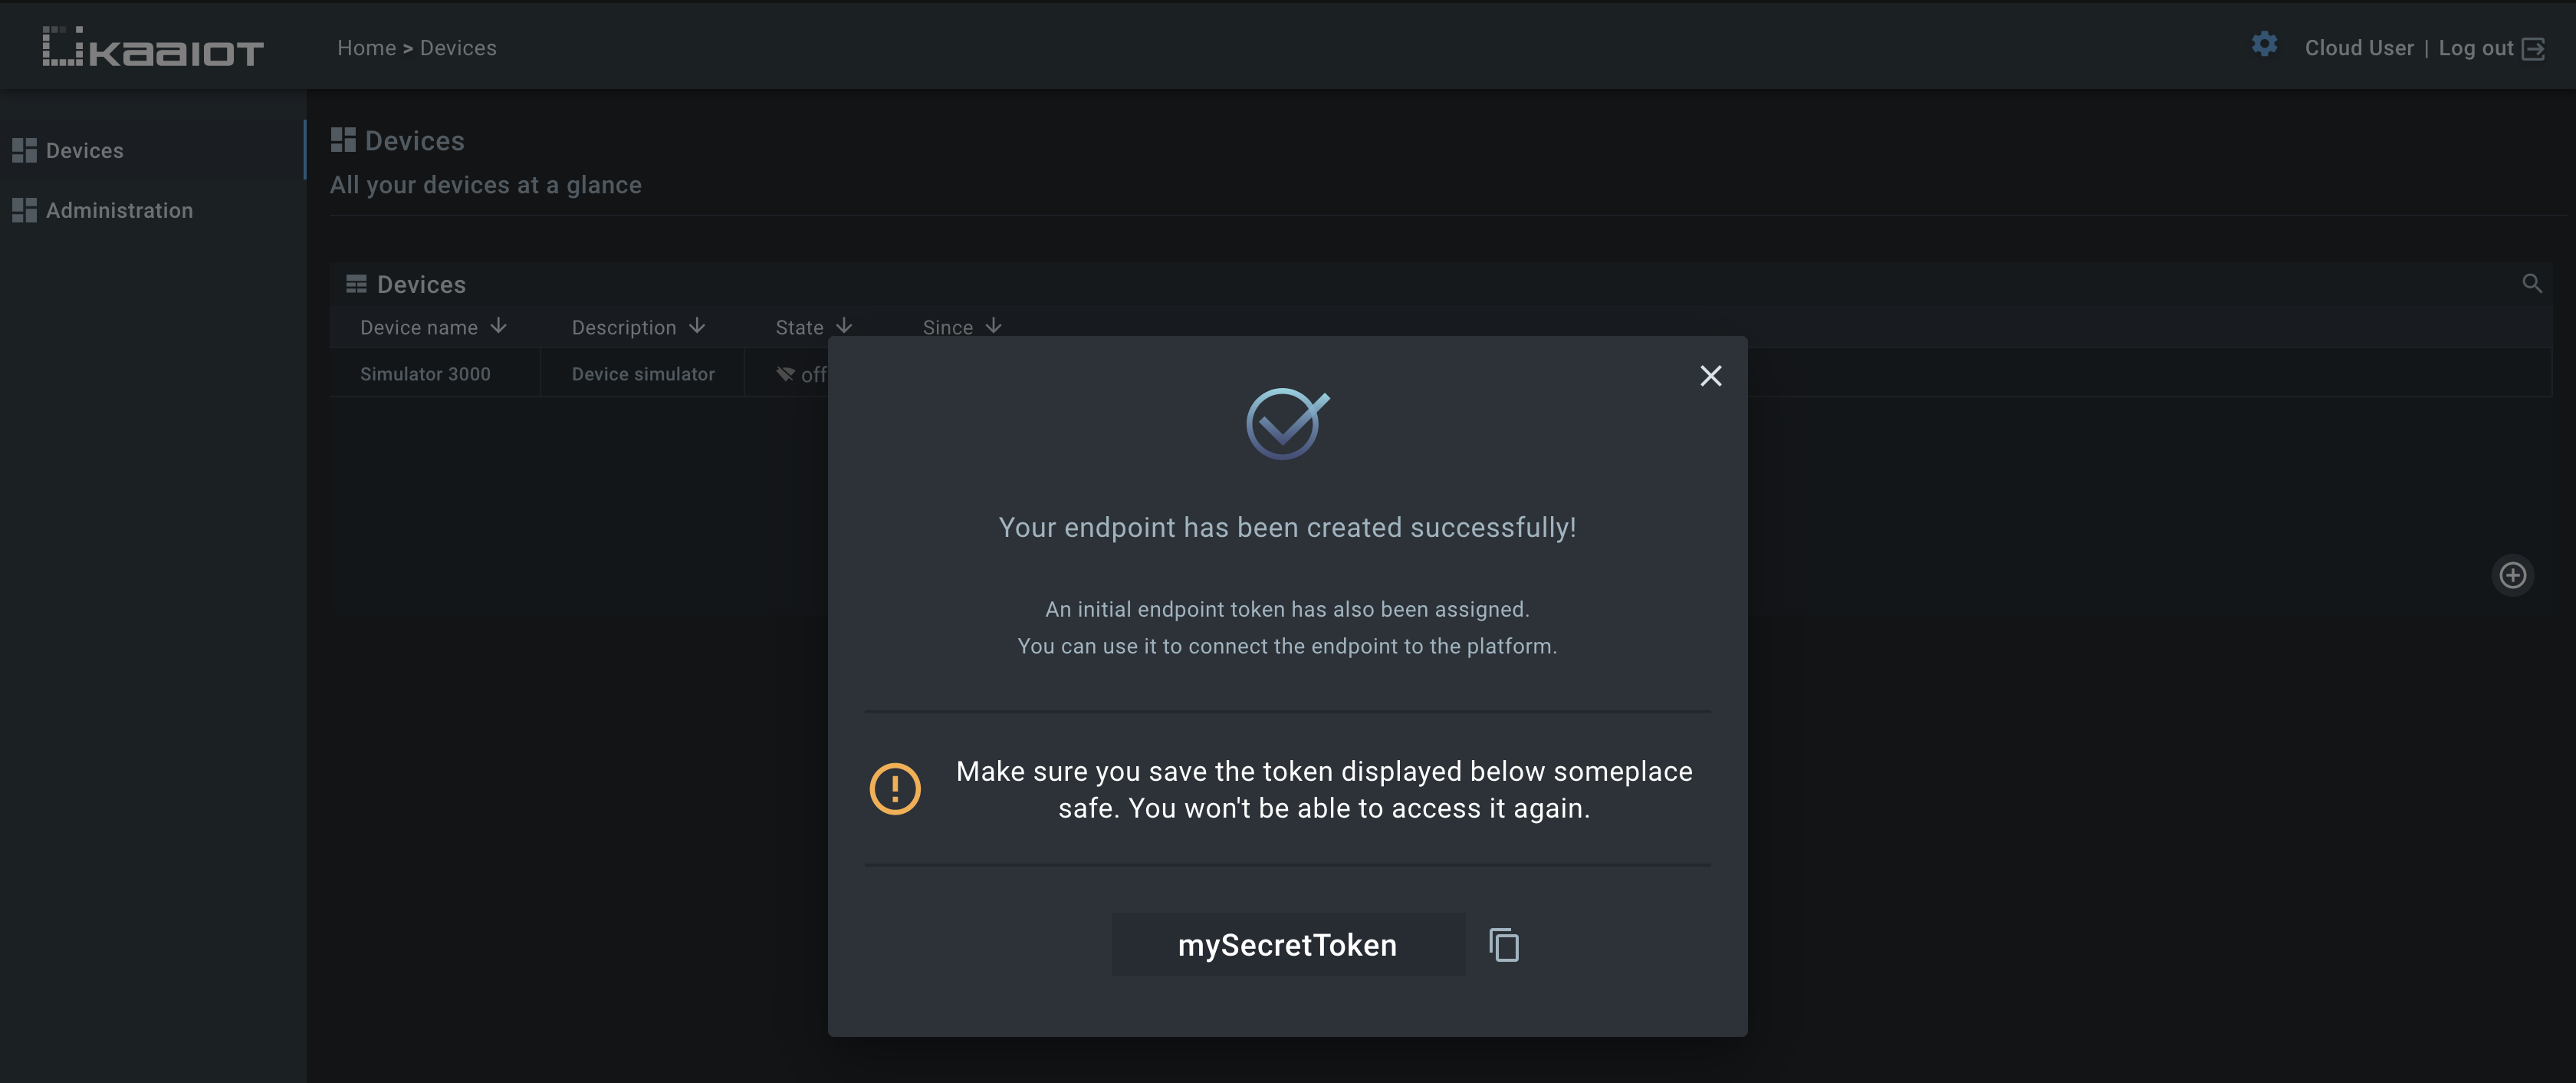 KaaIoT
Home > Devices
Cloud User | Log out
Devices
Administration
Devices
All your devices at a glance
Devices
Device name Description State Since
Simulator 3000 Device simulator off
Your endpoint has been created successfully!
An initial endpoint token has also been assigned.
You can use it to connect the endpoint to the platform.
Make sure you save the token displayed below someplace
safe. You won't be able to access it again.
mySecretToken